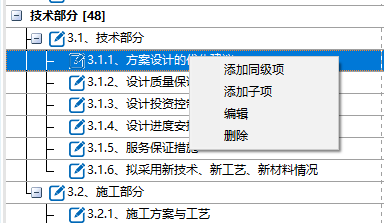 技术部分 [48]
3.1、技术部分
3.1.1、方案设计的
3.1.2、设计质量保
添加同级项
3.1.3、设计投资控
添加子项
3.1.4、设计进度安
编辑
3.1.5、服务保证措
删除
3.1.6、拟采用新技术、新工艺、新材料情况
3.2、施工部分
3.2.1、施工方案与工艺